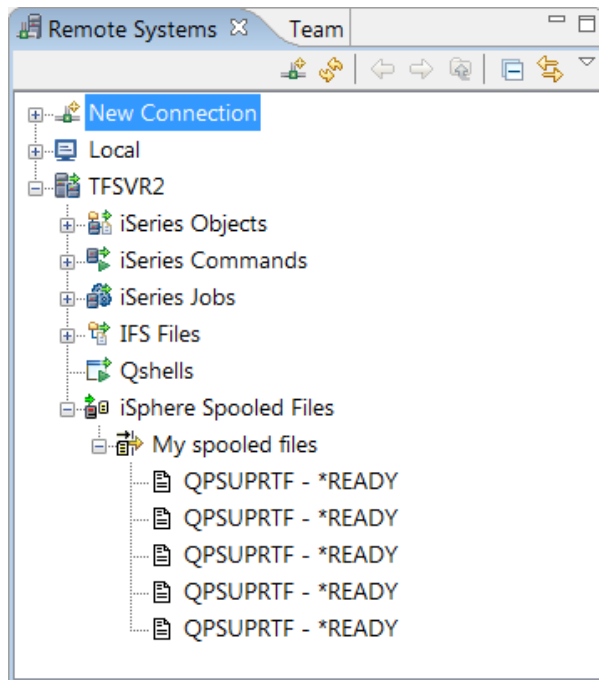 Remote Systems Team
New Connection
Local
TFSVR2
iSeries Objects
iSeries Commands
iSeries Jobs
IFS Files
Qshells
iSphere Spooled Files
My spooled files
QPSUPRTF - *READY
QPSUPRTF - *READY
QPSUPRTF - *READY
QPSUPRTF - *READY
QPSUPRTF - *READY